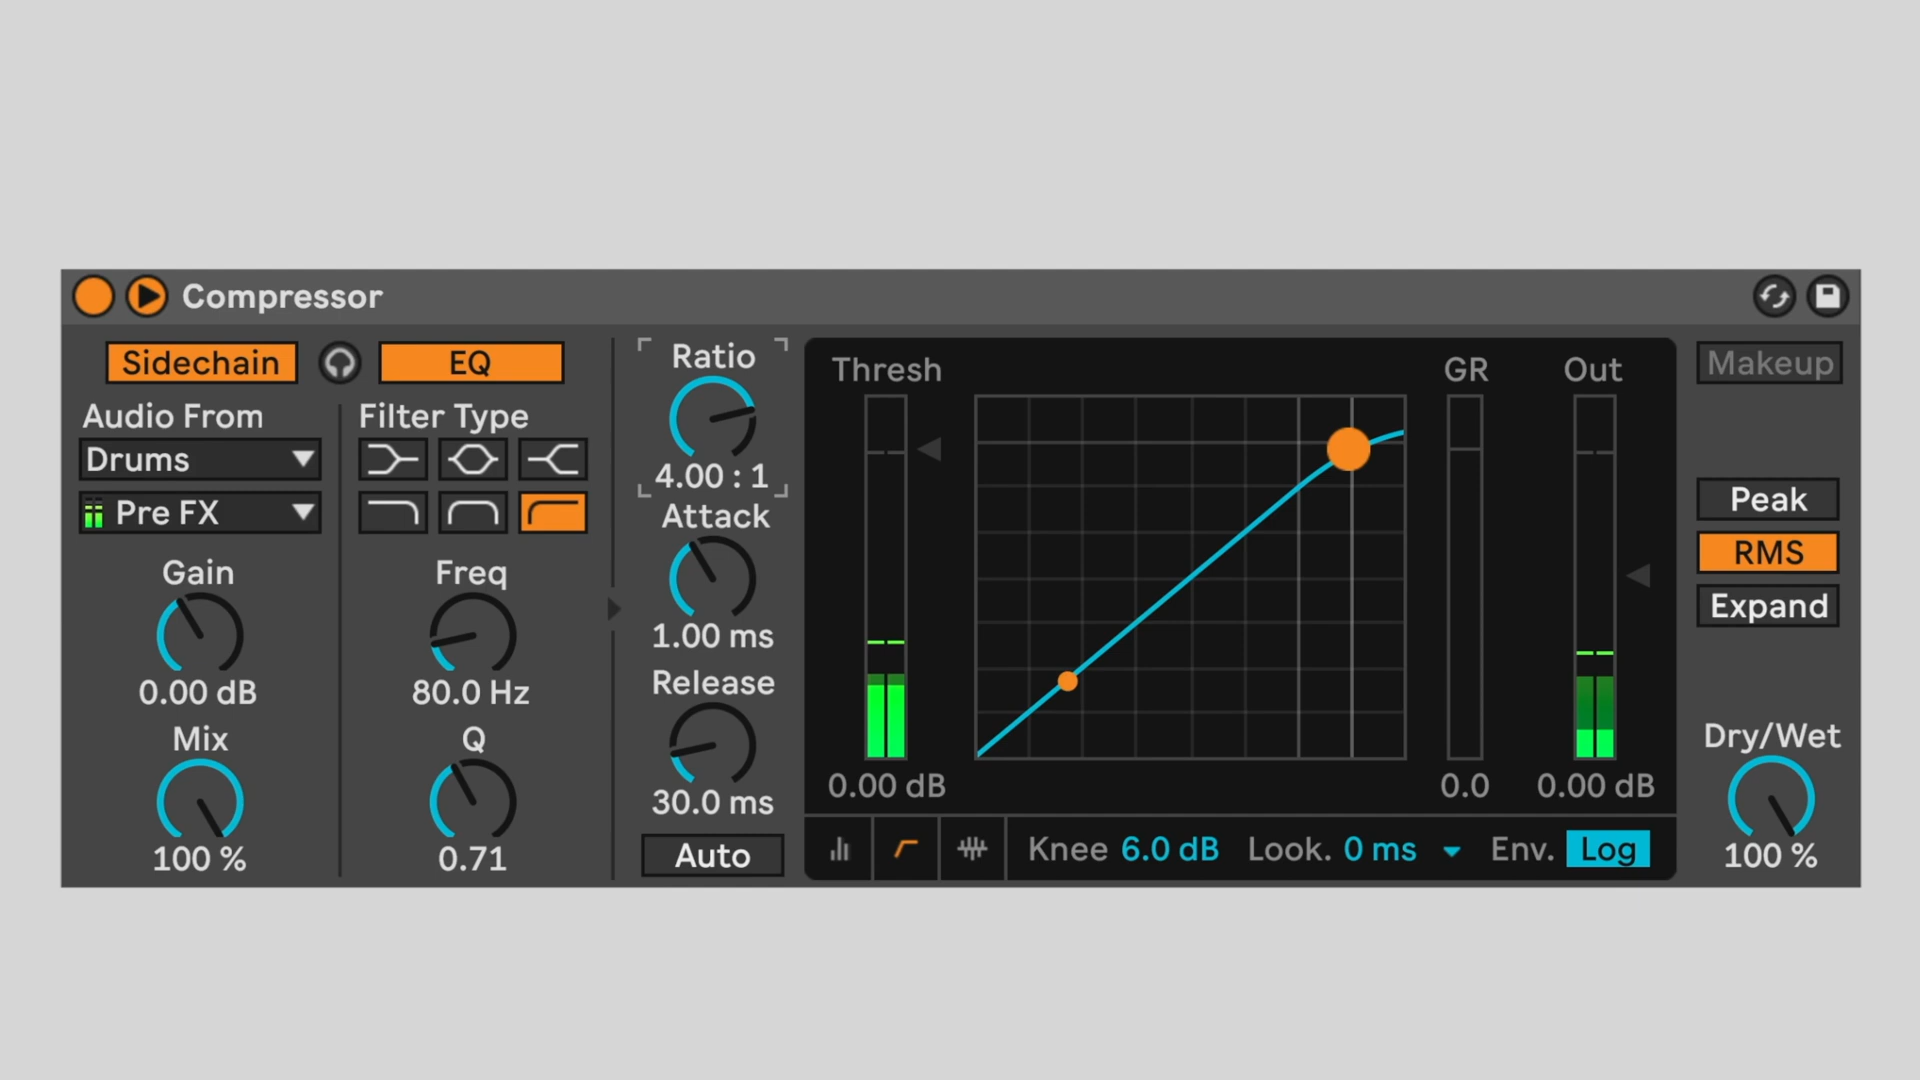 Compressor
Sidechain EQ
Audio From
Drums
Pre FX
Gain
0.00 dB
Mix
100 %
Filter Type
Freq
80.0 Hz
Q
0.71
Ratio
4.00 : 1
Attack
1.00 ms
Release
30.0 ms
Auto
Thresh
0.00 dB
GR
0.0
Out
0.00 dB
Knee 6.0 dB Look. 0 ms Env. Log
Makeup
Peak
RMS
Expand
Dry/Wet
100 %